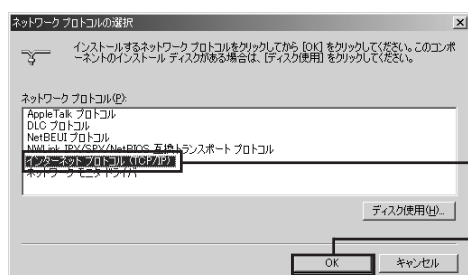 ネットワーク プロトコルの選択
インストールするネットワーク プロトコルをクリックしてから [OK] をクリックしてください。このコンポ
ーネントのインストール ディスクがある場合は、[ディスク使用] をクリックしてください。
ネットワーク プロトコル(P):
AppleTalk プロトコル
DLC プロトコル
NetBEUI プロトコル
NWLink IPX/SPX/NetBIOS 互換トランスポート プロトコル
インターネット プロトコル (TCP/IP)
ネットワーク モニタ ドライバ
ディスク使用(H)...
OK
キャンセル